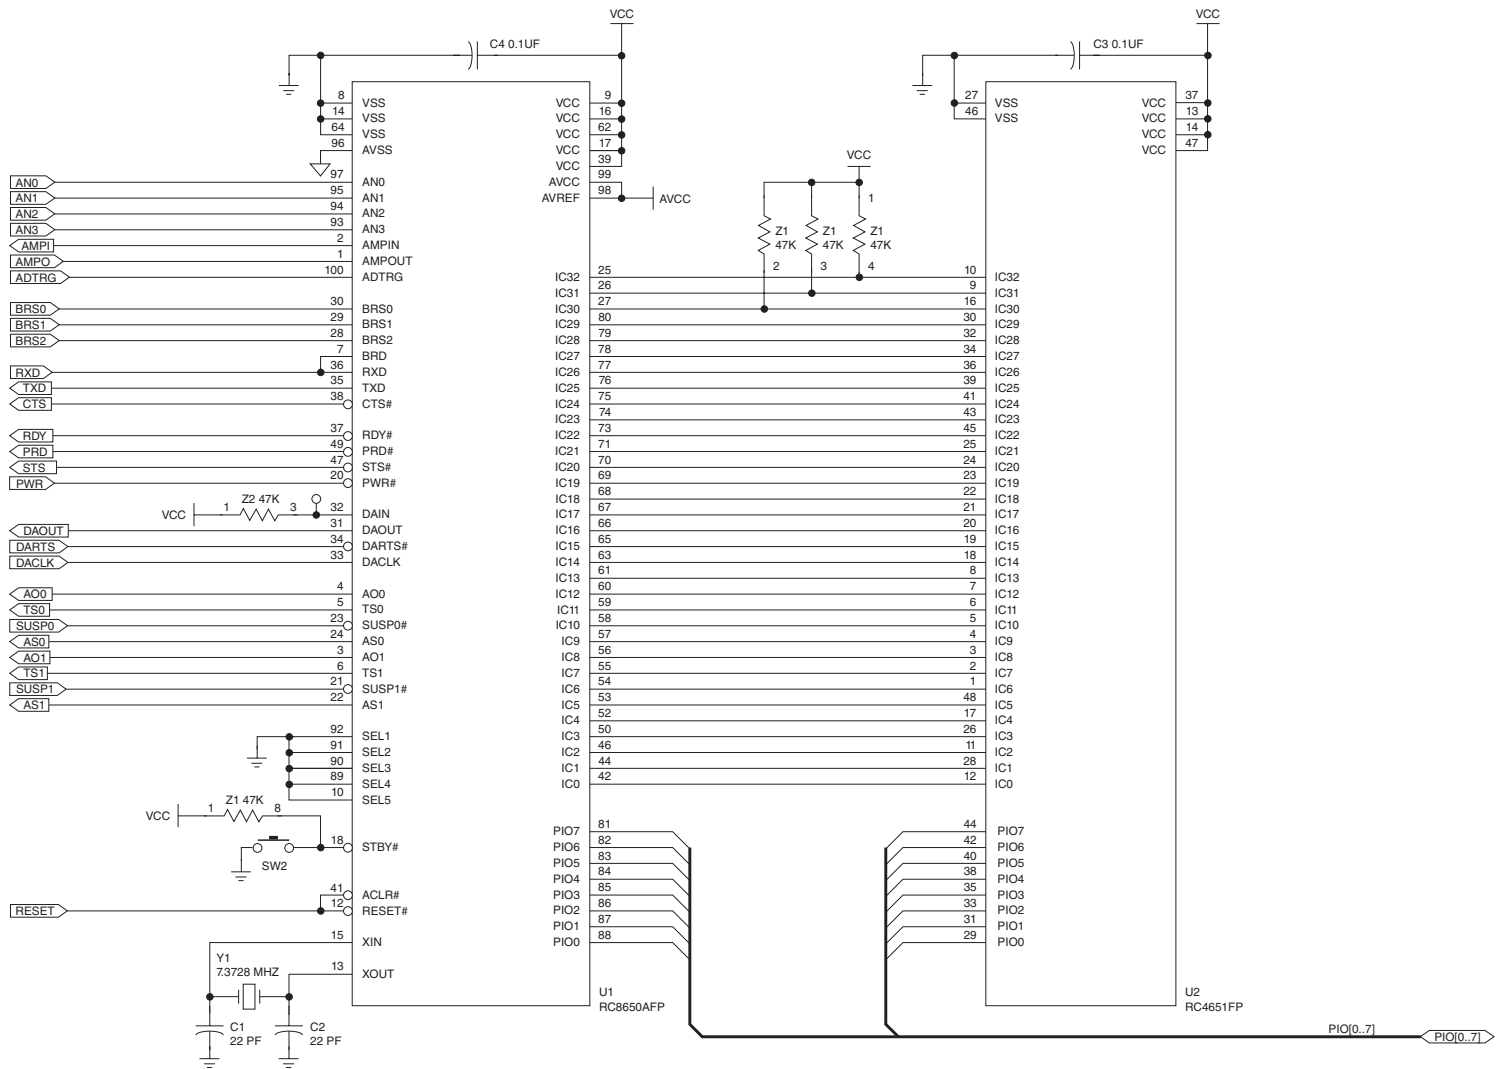 VCC
VCC
C4 0.1UF
C3 0.1UF
8 VSS
14 VSS
64 VSS
96 AVSS
VCC 9
VCC 16
VCC 62
VCC 17
VCC 39
AVCC 99
AVREF 98
AVCC
27 VSS
46 VSS
VCC 37
VCC 13
VCC 14
VCC 47
AN0 97 AN0
AN1 95 AN1
AN2 94 AN2
AN3 93 AN3
AMPI 2 AMPIN
AMPO 1 AMPOUT
ADTRG 100 ADTRG
BRS0 30 BRS0
BRS1 29 BRS1
BRS2 28 BRS2
7 BRD
RXD 36 RXD
TXD 35 TXD
CTS 38 CTS#
RDY 37 RDY#
PRD 49 PRD#
STS 47 STS#
PWR 20 PWR#
VCC 1 Z2 47K 3 32 DAIN
DAOUT 31 DAOUT
DARTS 34 DARTS#
DACLK 33 DACLK
AO0 4 AO0
TS0 5 TS0
SUSP0 23 SUSP0#
AS0 24 AS0
AO1 3 AO1
TS1 6 TS1
SUSP1 21 SUSP1#
AS1 22 AS1
92 SEL1
91 SEL2
90 SEL3
89 SEL4
10 SEL5
VCC 1 Z1 47K 8
18 STBY#
SW2
41 ACLR#
RESET 12 RESET#
15 XIN
13 XOUT
Y1
7.3728 MHZ
C1
22 PF
C2
22 PF
VCC
1
Z1
47K
Z1
47K
Z1
47K
2 3 4
IC32 25 10 IC32
IC31 26 9 IC31
IC30 27 16 IC30
IC29 80 30 IC29
IC28 79 32 IC28
IC27 78 34 IC27
IC26 77 36 IC26
IC25 76 39 IC25
IC24 75 41 IC24
IC23 74 43 IC23
IC22 73 45 IC22
IC21 71 25 IC21
IC20 70 24 IC20
IC19 69 23 IC19
IC18 68 22 IC18
IC17 67 21 IC17
IC16 66 20 IC16
IC15 65 19 IC15
IC14 63 18 IC14
IC13 61 8 IC13
IC12 60 7 IC12
IC11 59 6 IC11
IC10 58 5 IC10
IC9 57 4 IC9
IC8 56 3 IC8
IC7 55 2 IC7
IC6 54 1 IC6
IC5 53 48 IC5
IC4 52 17 IC4
IC3 50 26 IC3
IC2 46 11 IC2
IC1 44 28 IC1
IC0 42 12 IC0
PIO7 81 44 PIO7
PIO6 82 42 PIO6
PIO5 83 40 PIO5
PIO4 84 38 PIO4
PIO3 85 35 PIO3
PIO2 86 33 PIO2
PIO1 87 31 PIO1
PIO0 88 29 PIO0
U1
RC8650AFP
U2
RC4651FP
PIO[0..7]
PIO[0..7]